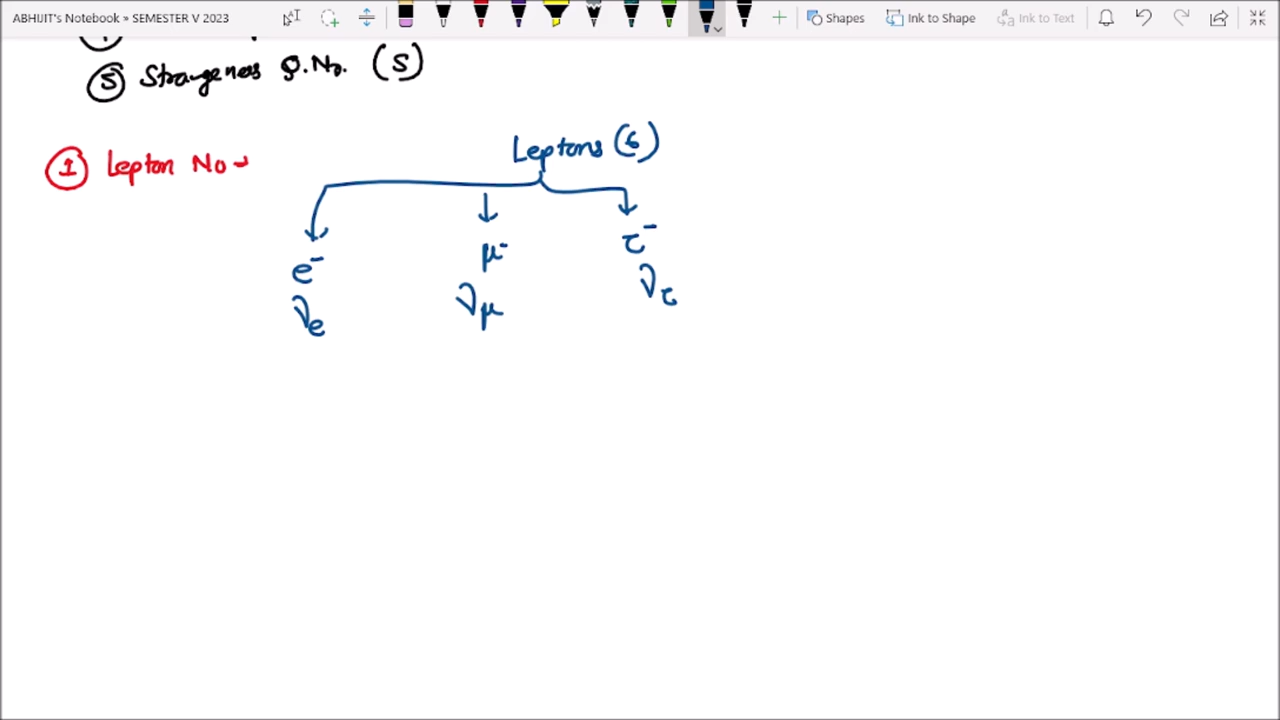 ABHIJIT's Notebook » SEMESTER V 2023
Shapes
Ink to Shape
Ink to Text
⑤ Strangeness Q.No. (S)
① Lepton No →
Leptons (6)
e⁻ μ⁻ τ⁻
νe νμ ντ